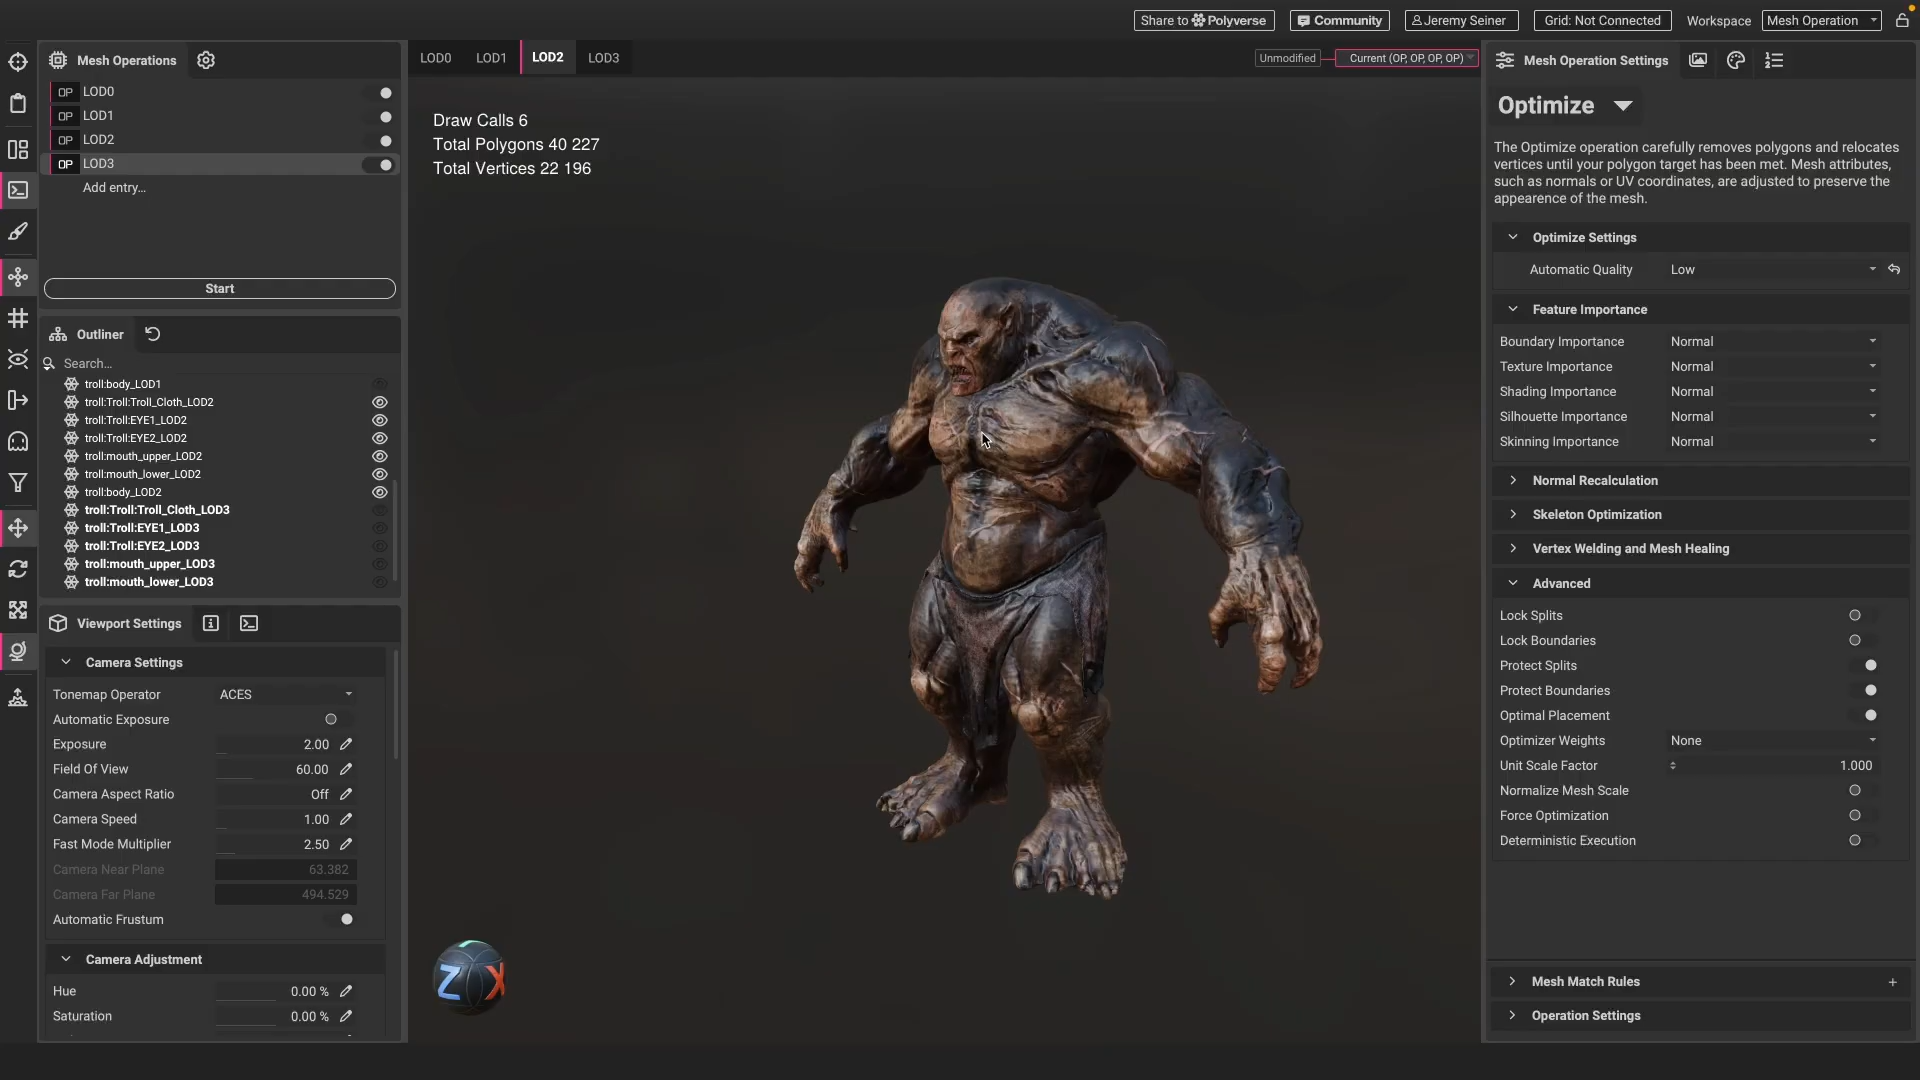 Share to Polyverse
Community
Jeremy Seiner
Grid: Not Connected
Workspace
Mesh Operation
Mesh Operations
OP LOD0
OP LOD1
OP LOD2
OP LOD3
Add entry...
Start
Outliner
Search...
troll:body_LOD1
troll:Troll:Troll_Cloth_LOD2
troll:Troll:EYE1_LOD2
troll:Troll:EYE2_LOD2
troll:mouth_upper_LOD2
troll:mouth_lower_LOD2
troll:body_LOD2
troll:Troll:Troll_Cloth_LOD3
troll:Troll:EYE1_LOD3
troll:Troll:EYE2_LOD3
troll:mouth_upper_LOD3
troll:mouth_lower_LOD3
Viewport Settings
Camera Settings
Tonemap Operator ACES
Automatic Exposure
Exposure 2.00
Field Of View 60.00
Camera Aspect Ratio Off
Camera Speed 1.00
Fast Mode Multiplier 2.50
Camera Near Plane 63.382
Camera Far Plane 494.529
Automatic Frustum
Camera Adjustment
Hue 0.00 %
Saturation 0.00 %
LOD0 LOD1 LOD2 LOD3
Unmodified
Current (OP, OP, OP, OP)
Draw Calls 6
Total Polygons 40 227
Total Vertices 22 196
Z X
Mesh Operation Settings
Optimize
The Optimize operation carefully removes polygons and relocates
vertices until your polygon target has been met. Mesh attributes,
such as normals or UV coordinates, are adjusted to preserve the
appearence of the mesh.
Optimize Settings
Automatic Quality Low
Feature Importance
Boundary Importance Normal
Texture Importance Normal
Shading Importance Normal
Silhouette Importance Normal
Skinning Importance Normal
Normal Recalculation
Skeleton Optimization
Vertex Welding and Mesh Healing
Advanced
Lock Splits
Lock Boundaries
Protect Splits
Protect Boundaries
Optimal Placement
Optimizer Weights None
Unit Scale Factor 1.000
Normalize Mesh Scale
Force Optimization
Deterministic Execution
Mesh Match Rules
Operation Settings